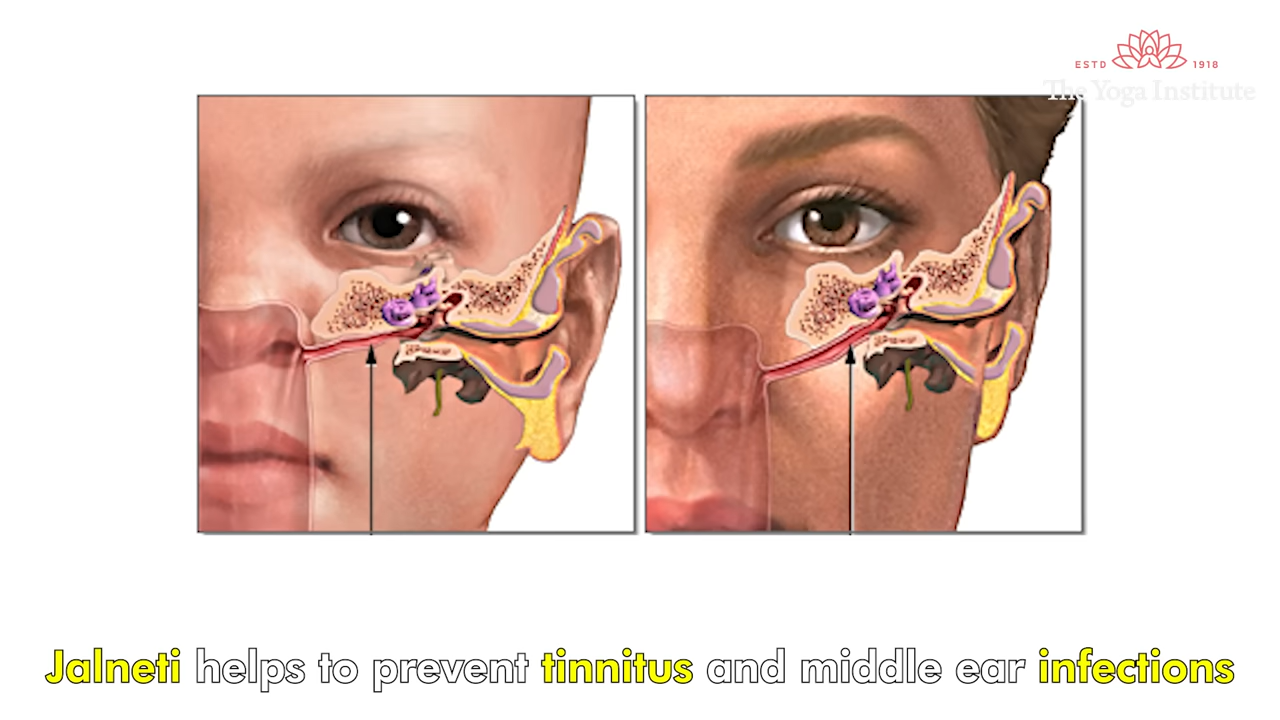 ESTD 1918
The Yoga Institute
Jalneti helps to prevent tinnitus and middle ear infections